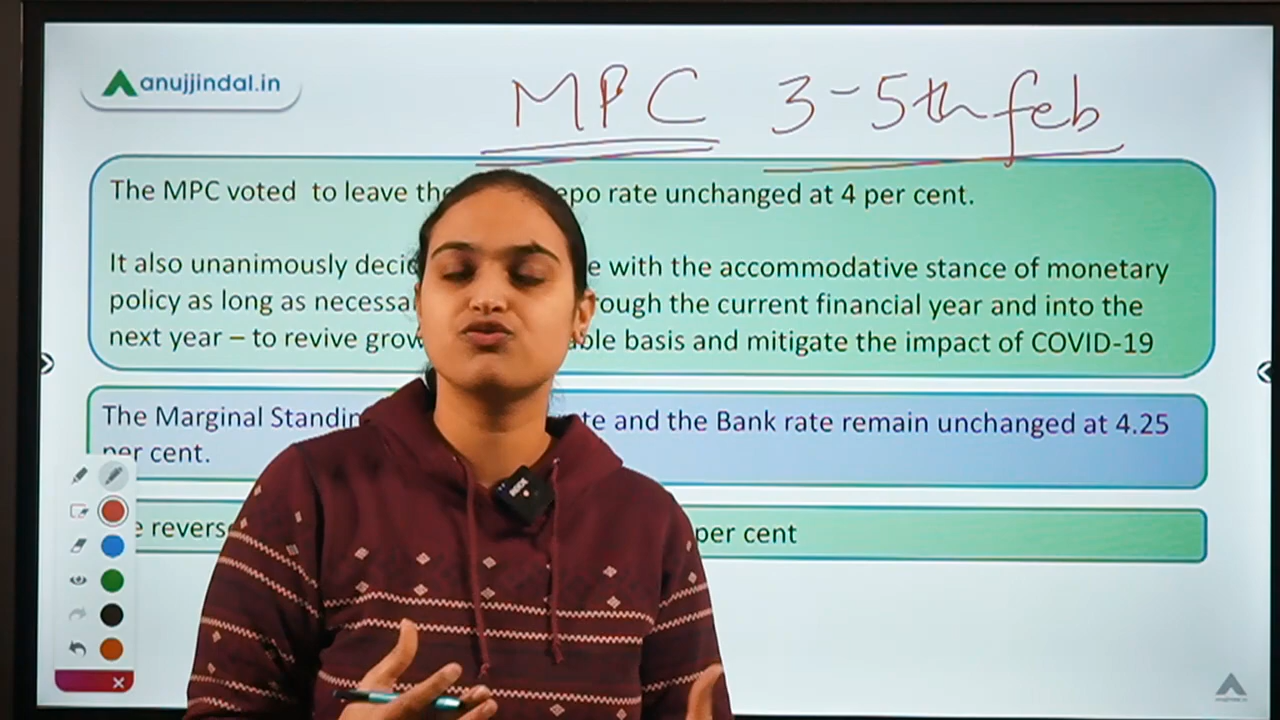 anujjindal.in
MPC 3-5th feb
The MPC voted to leave the epo rate unchanged at 4 per cent.
It also unanimously decid e with the accommodative stance of monetary
policy as long as necessa ough the current financial year and into the
next year – to revive grow ble basis and mitigate the impact of COVID-19
The Marginal Standin te and the Bank rate remain unchanged at 4.25
per cent.
e revers per cent